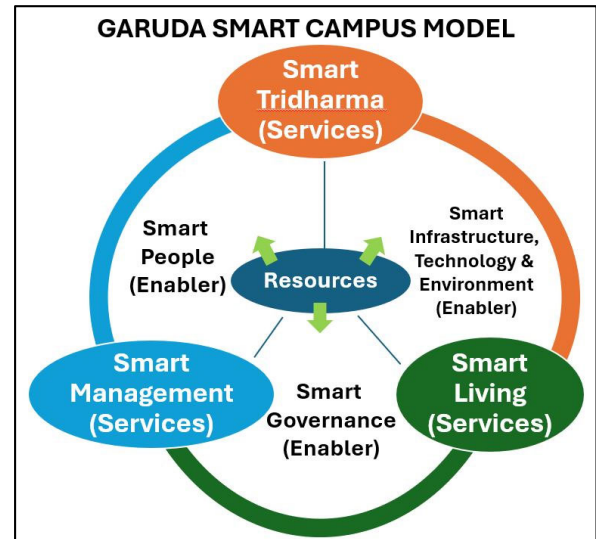 GARUDA SMART CAMPUS MODEL
Smart
Tridharma
(Services)
Smart
People
(Enabler)
Smart
Infrastructure,
Technology &
Environment
(Enabler)
Resources
Smart
Management
(Services)
Smart
Governance
(Enabler)
Smart
Living
(Services)